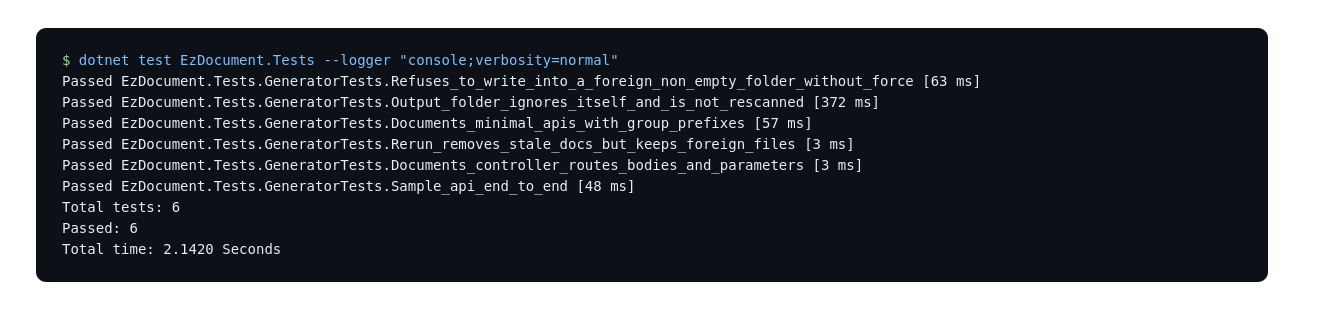 $ dotnet test EzDocument.Tests --logger "console;verbosity=normal"
Passed EzDocument.Tests.GeneratorTests.Refuses_to_write_into_a_foreign_non_empty_folder_without_force [63 ms]
Passed EzDocument.Tests.GeneratorTests.Output_folder_ignores_itself_and_is_not_rescanned [372 ms]
Passed EzDocument.Tests.GeneratorTests.Documents_minimal_apis_with_group_prefixes [57 ms]
Passed EzDocument.Tests.GeneratorTests.Rerun_removes_stale_docs_but_keeps_foreign_files [3 ms]
Passed EzDocument.Tests.GeneratorTests.Documents_controller_routes_bodies_and_parameters [3 ms]
Passed EzDocument.Tests.GeneratorTests.Sample_api_end_to_end [48 ms]
Total tests: 6
Passed: 6
Total time: 2.1420 Seconds